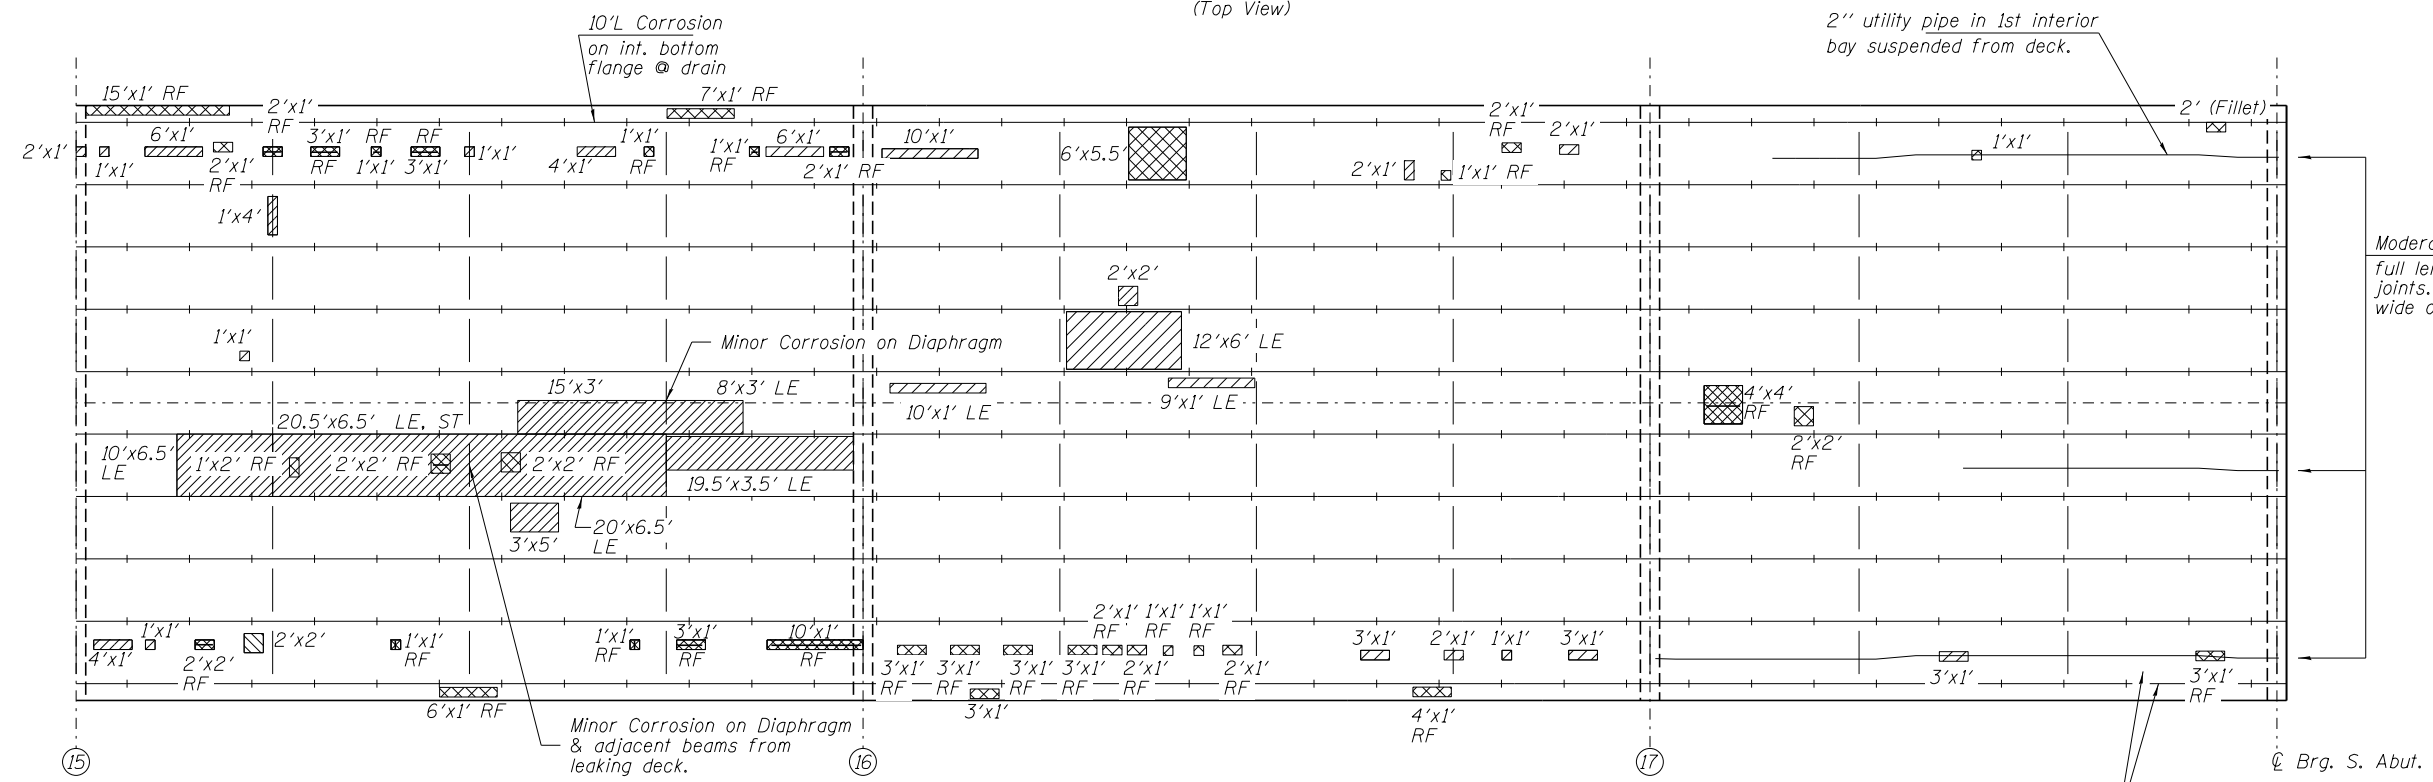 (Top View)
10'L Corrosion
on int. bottom
flange @ drain
2'' utility pipe in 1st interior
bay suspended from deck.
15'x1' RF
2'x1'
RF
7'x1' RF
2'x1'
RF
2' (Fillet)
2'x1'
1'x1'
6'x1'
2'x1'
RF
3'x1'
RF
RF
1'x1'
RF
3'x1'
1'x1'
4'x1'
1'x1'
RF
1'x1'
RF
6'x1'
2'x1' RF
10'x1'
6'x5.5'
2'x1'
1'x1' RF
2'x1'
1'x1'
1'x4'
2'x2'
1'x1'
Minor Corrosion on Diaphragm
12'x6' LE
15'x3'
8'x3' LE
10'x1' LE
9'x1' LE
4'x4'
RF
2'x2'
RF
20.5'x6.5' LE, ST
10'x6.5'
LE
1'x2' RF
2'x2' RF
2'x2' RF
19.5'x3.5' LE
3'x5'
20'x6.5'
LE
full
joints.
wide
4'x1'
1'x1'
2'x2'
RF
2'x2'
1'x1'
RF
1'x1'
RF
3'x1'
RF
10'x1'
RF
6'x1' RF
2'x1'
RF
1'x1'
RF
1'x1'
RF
3'x1'
RF
3'x1'
RF
3'x1'
RF
3'x1'
RF
2'x1'
RF
2'x1'
RF
3'x1'
3'x1'
2'x1'
1'x1'
3'x1'
4'x1'
RF
3'x1'
3'x1'
RF
Minor Corrosion on Diaphragm
& adjacent beams from
leaking deck.
15
16
17
℄ Brg. S. Abut.